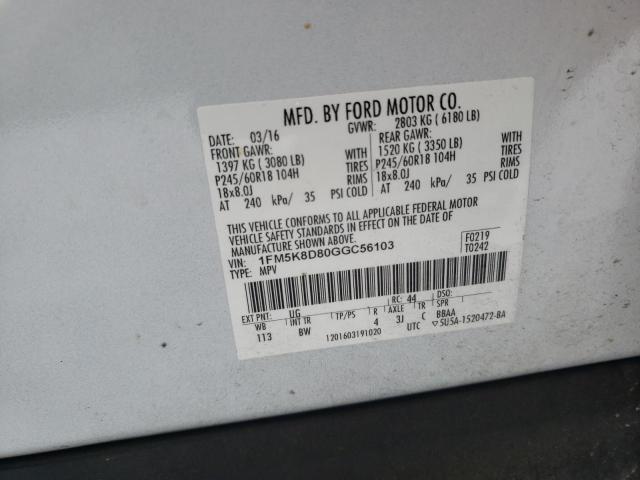 MFD. BY FORD MOTOR CO.
DATE: 03/16 GVWR: 2803 KG ( 6180 LB)
FRONT GAWR: REAR GAWR:
1397 KG ( 3080 LB) WITH 1520 KG ( 3350 LB) WITH
P245/60R18 104H TIRES P245/60R18 104H TIRES
18x8.0J RIMS 18x8.0J RIMS
AT 240 kPa/ 35 PSI COLD AT 240 kPa/ 35 PSI COLD
THIS VEHICLE CONFORMS TO ALL APPLICABLE FEDERAL MOTOR
VEHICLE SAFETY STANDARDS IN EFFECT ON THE DATE OF
MANUFACTURE SHOWN ABOVE.
VIN: 1FM5K8D80GGC56103 F0219
TYPE: MPV T0242
EXT PNT: UG RC: 44 DSO:
WB INT TR TP/PS R AXLE TR SPR
113 BW 4 3J C BBAA
1201603191020 UTC ▽5U5A-1520472-BA